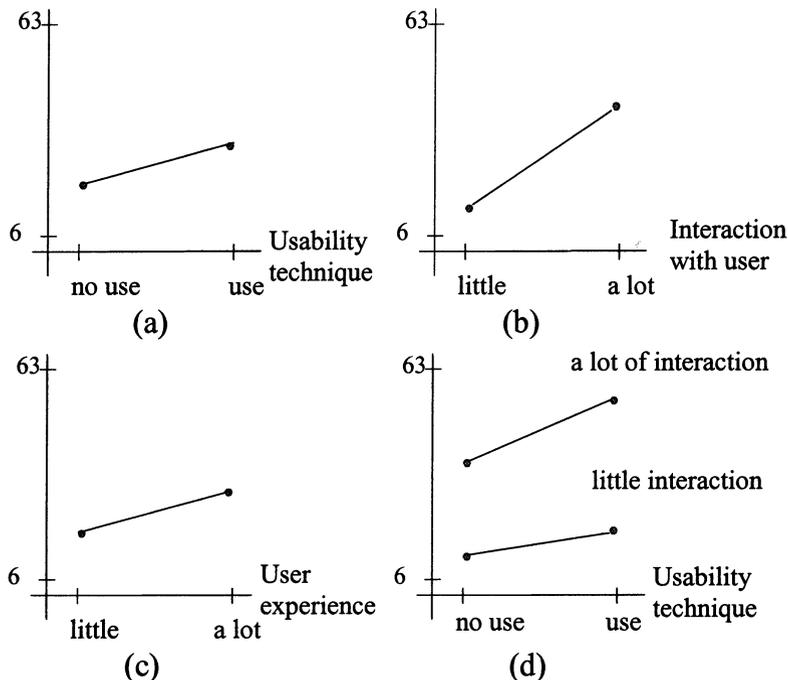 63
6
Usability
technique
no use
use
(a)
63
6
Interaction
with user
little
a lot
(b)
63
6
User
experience
little
a lot
(c)
63
a lot of interaction
little interaction
6
Usability
technique
no use
use
(d)